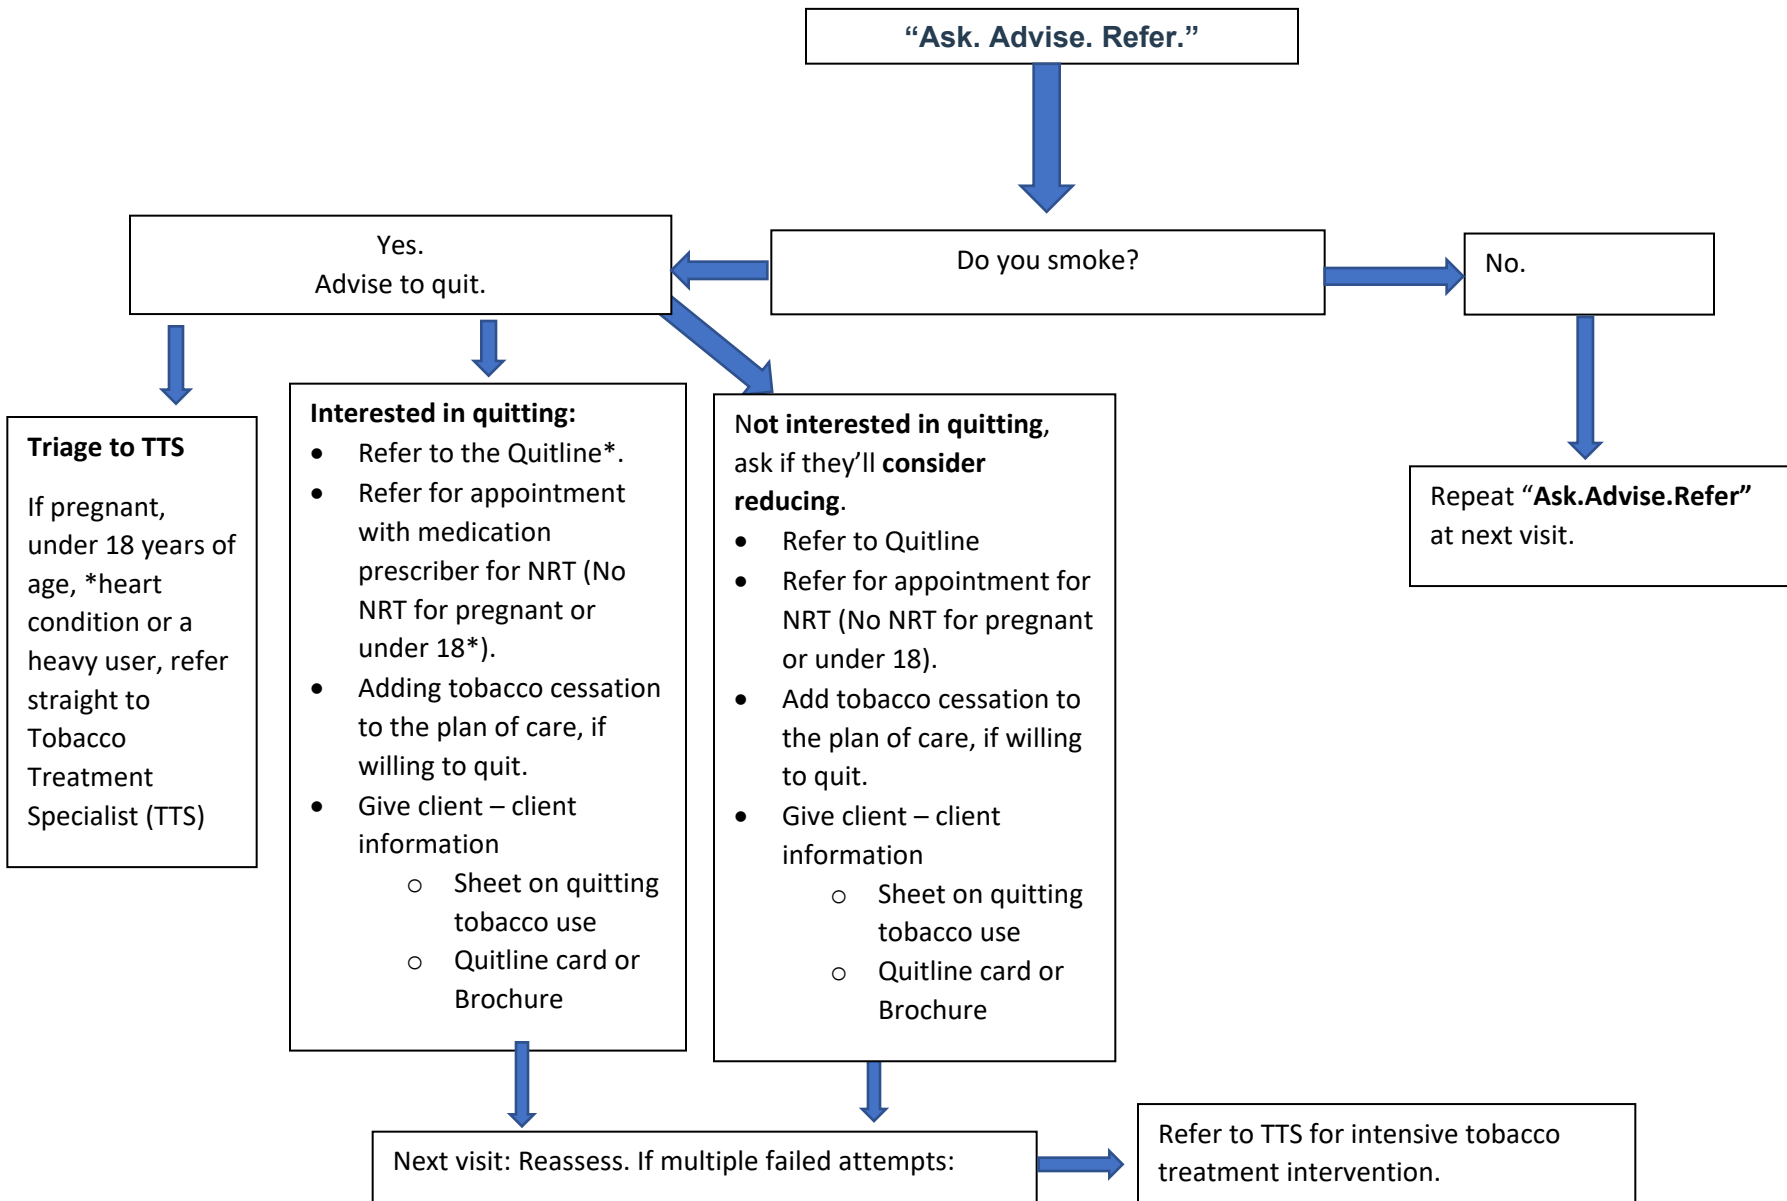 “Ask. Advise. Refer.”
Yes.
Advise to quit.
Do you smoke?
No.
Triage to TTS
If pregnant,
under 18 years of
age, *heart
condition or a
heavy user, refer
straight to
Tobacco
Treatment
Specialist (TTS)
Interested in quitting:
• Refer to the Quitline*.
• Refer for appointment
with medication
prescriber for NRT (No
NRT for pregnant or
under 18*).
• Adding tobacco cessation
to the plan of care, if
willing to quit.
• Give client – client
information
o Sheet on quitting
tobacco use
o Quitline card or
Brochure
Not interested in quitting,
ask if they’ll consider
reducing.
• Refer to Quitline
• Refer for appointment for
NRT (No NRT for pregnant
or under 18).
• Add tobacco cessation to
the plan of care, if willing
to quit.
• Give client – client
information
o Sheet on quitting
tobacco use
o Quitline card or
Brochure
Repeat “Ask.Advise.Refer”
at next visit.
Next visit: Reassess. If multiple failed attempts:
Refer to TTS for intensive tobacco
treatment intervention.